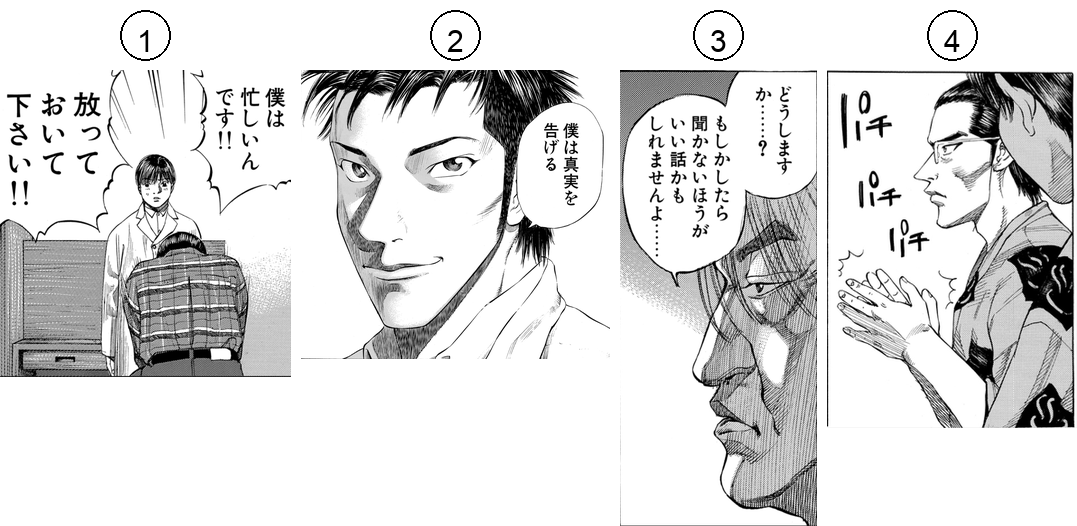 1
僕は
忙しいん
です!!
放って
おいて
下さい!!
2
僕は真実を
告げる
3
どうします
か……?
もしかしたら
聞かないほうが
いい話かも
しれませんよ……
4
パチ
パチ
パチ